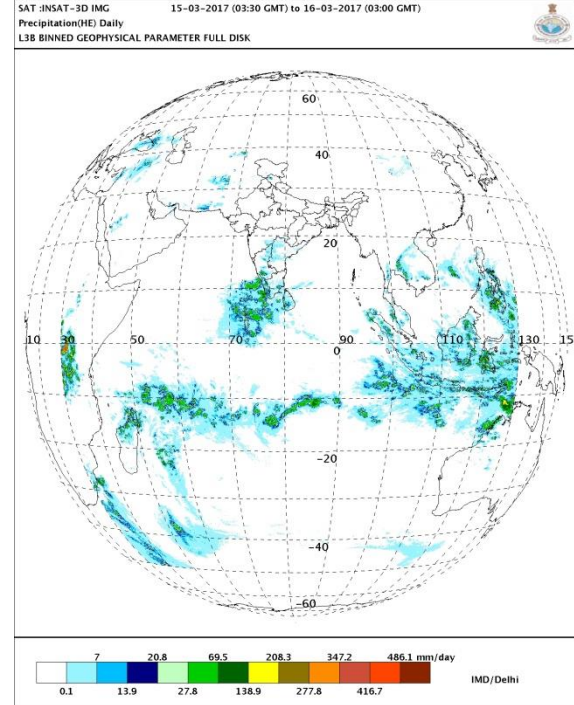 SAT :INSAT-3D IMG 15-03-2017 (03:30 GMT) to 16-03-2017 (03:00 GMT)
Precipitation(HE) Daily
L3B BINNED GEOPHYSICAL PARAMETER FULL DISK
60
40
20
10 30 50 70 90 110 130 15
0
-20
-40
-60
7 20.8 69.5 208.3 347.2 486.1 mm/day
0.1 13.9 27.8 138.9 277.8 416.7
IMD/Delhi